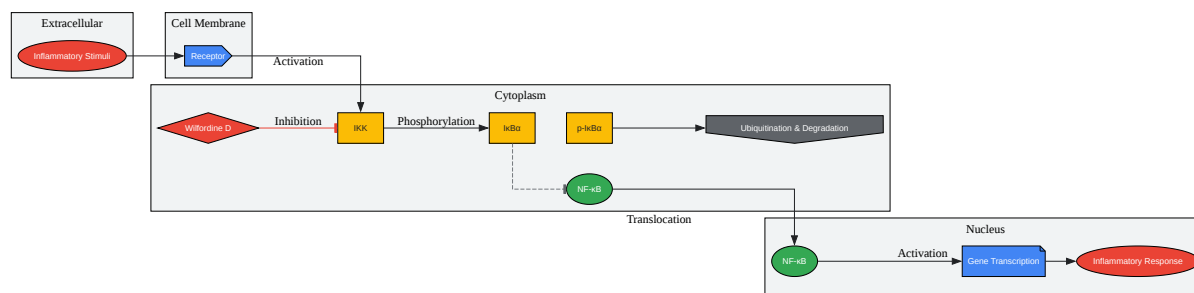 Extracellular
Inflammatory Stimuli
Cell Membrane
Receptor
Activation
Cytoplasm
Wilfordine D
Inhibition
IKK
Phosphorylation
IκBα
p-IκBα
Ubiquitination & Degradation
NF-κB
Translocation
Nucleus
NF-κB
Activation
Gene Transcription
Inflammatory Response